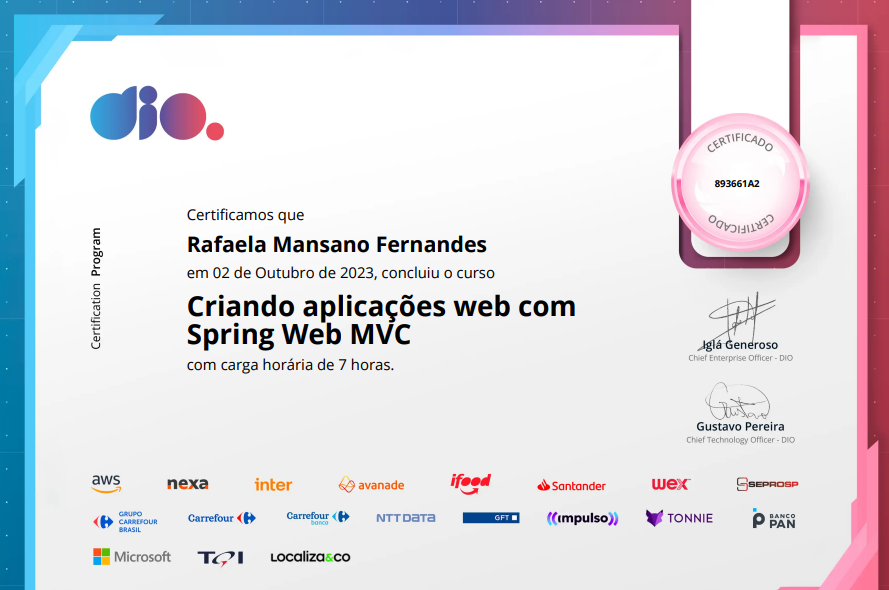 dio.
CERTIFICADO
893661A2
CERTIFICADO
Certification Program
Certificamos que
Rafaela Mansano Fernandes
em 02 de Outubro de 2023, concluiu o curso
Criando aplicações web com
Spring Web MVC
com carga horária de 7 horas.
Iglá Generoso
Chief Enterprise Officer - DIO
Gustavo Pereira
Chief Technology Officer - DIO
aws nexa inter avanade ifood Santander wex SEPROSP
GRUPO
CARREFOUR
BRASIL
Carrefour Carrefour banco NTT DATA GFT impulso TONNIE BANCO PAN
Microsoft TQI Localiza&co